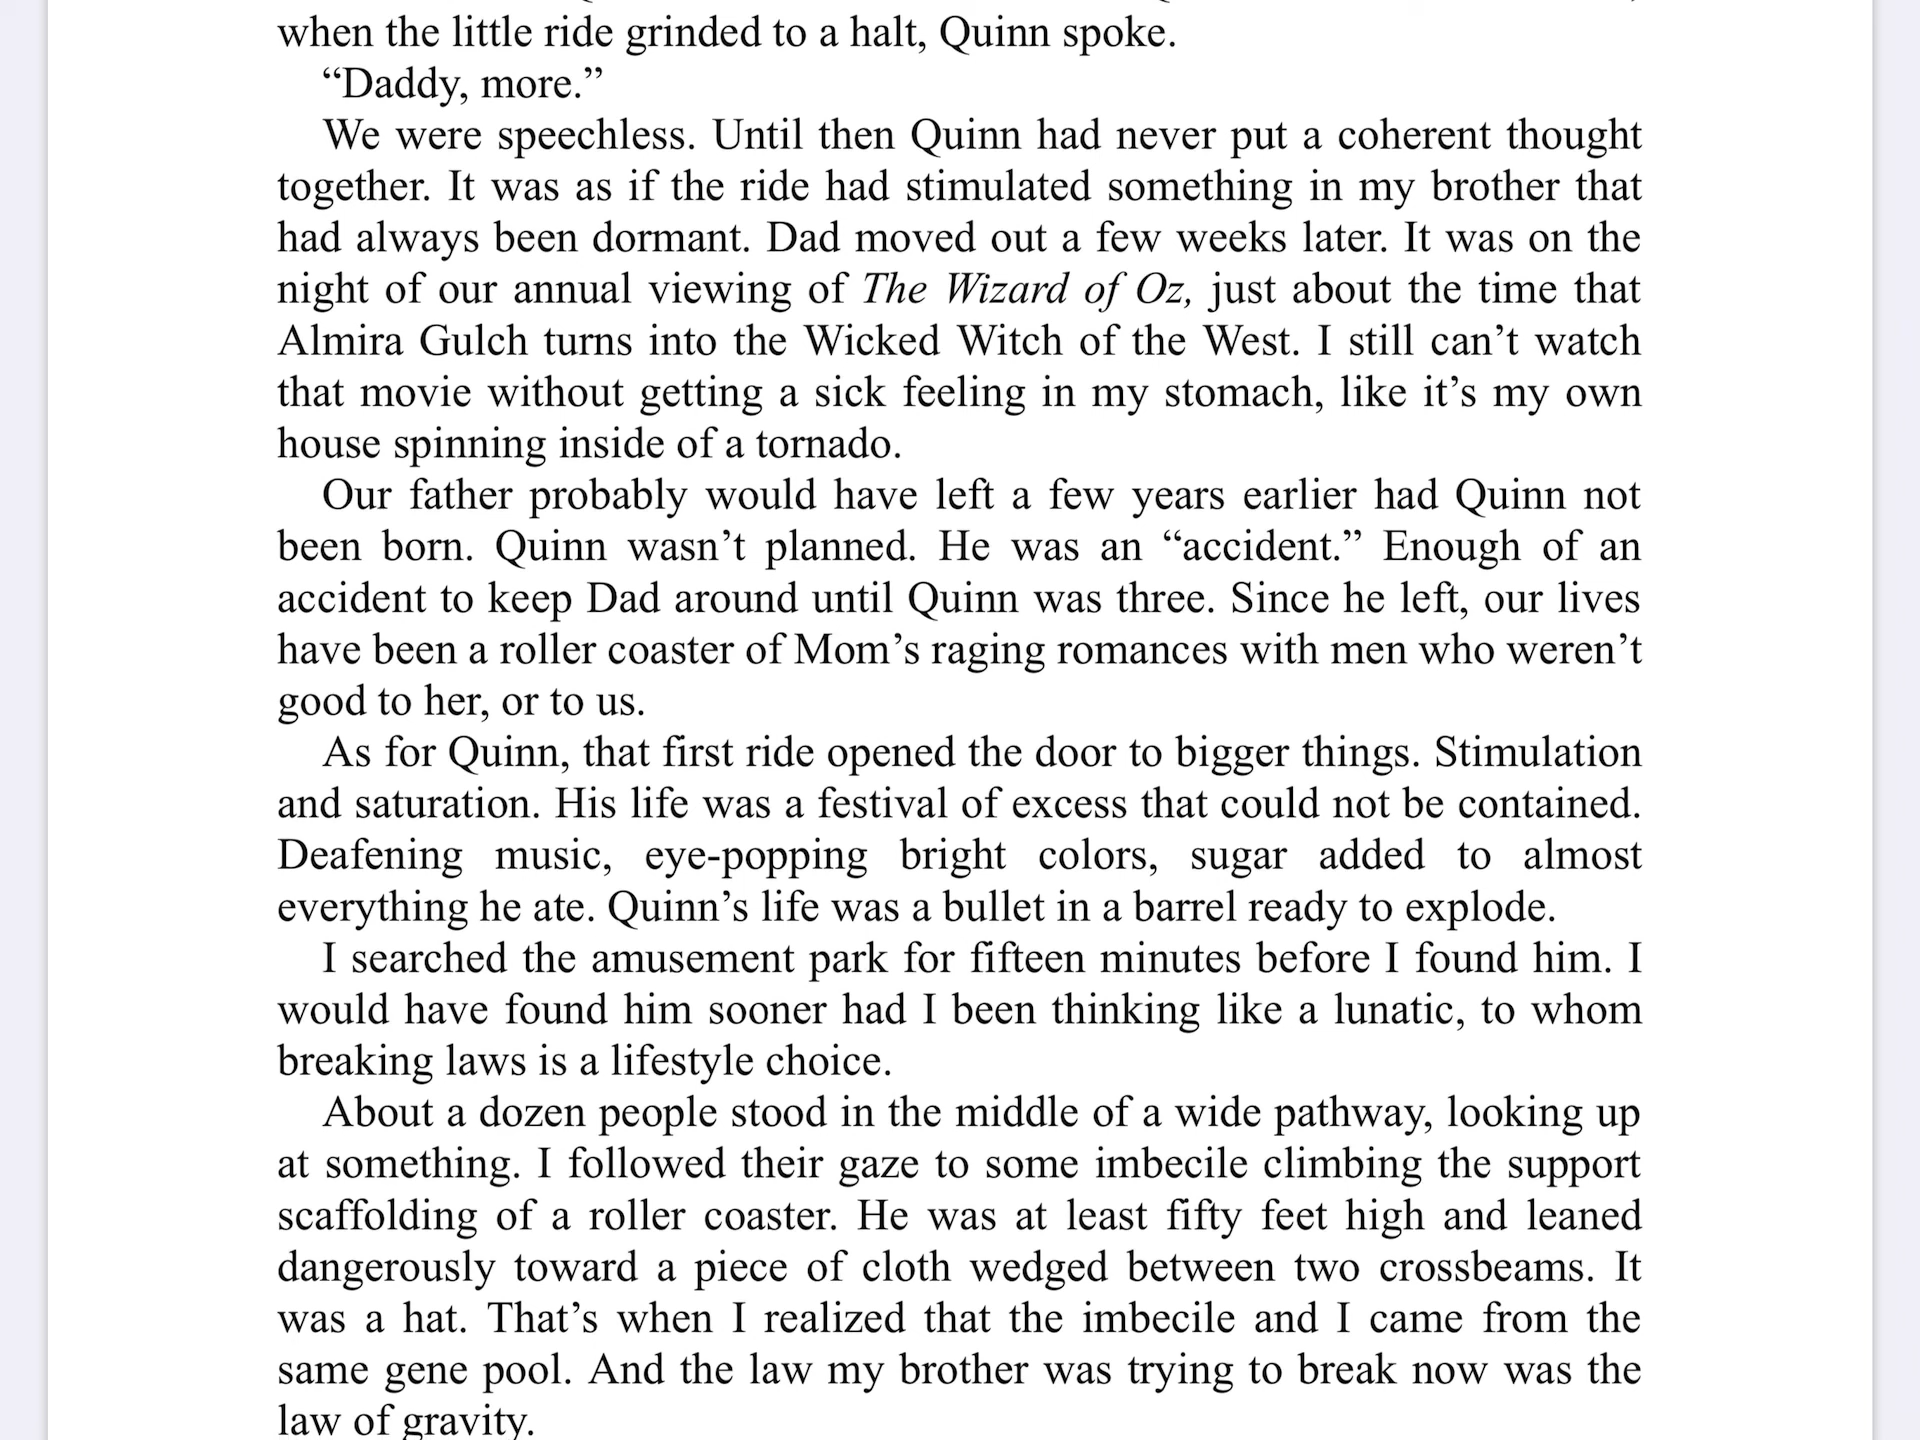 when the little ride grinded to a halt, Quinn spoke.
“Daddy, more.”
We were speechless. Until then Quinn had never put a coherent thought
together. It was as if the ride had stimulated something in my brother that
had always been dormant. Dad moved out a few weeks later. It was on the
night of our annual viewing of The Wizard of Oz, just about the time that
Almira Gulch turns into the Wicked Witch of the West. I still can’t watch
that movie without getting a sick feeling in my stomach, like it’s my own
house spinning inside of a tornado.
Our father probably would have left a few years earlier had Quinn not
been born. Quinn wasn’t planned. He was an “accident.” Enough of an
accident to keep Dad around until Quinn was three. Since he left, our lives
have been a roller coaster of Mom’s raging romances with men who weren’t
good to her, or to us.
As for Quinn, that first ride opened the door to bigger things. Stimulation
and saturation. His life was a festival of excess that could not be contained.
Deafening music, eye-popping bright colors, sugar added to almost
everything he ate. Quinn’s life was a bullet in a barrel ready to explode.
I searched the amusement park for fifteen minutes before I found him. I
would have found him sooner had I been thinking like a lunatic, to whom
breaking laws is a lifestyle choice.
About a dozen people stood in the middle of a wide pathway, looking up
at something. I followed their gaze to some imbecile climbing the support
scaffolding of a roller coaster. He was at least fifty feet high and leaned
dangerously toward a piece of cloth wedged between two crossbeams. It
was a hat. That’s when I realized that the imbecile and I came from the
same gene pool. And the law my brother was trying to break now was the
law of gravity.